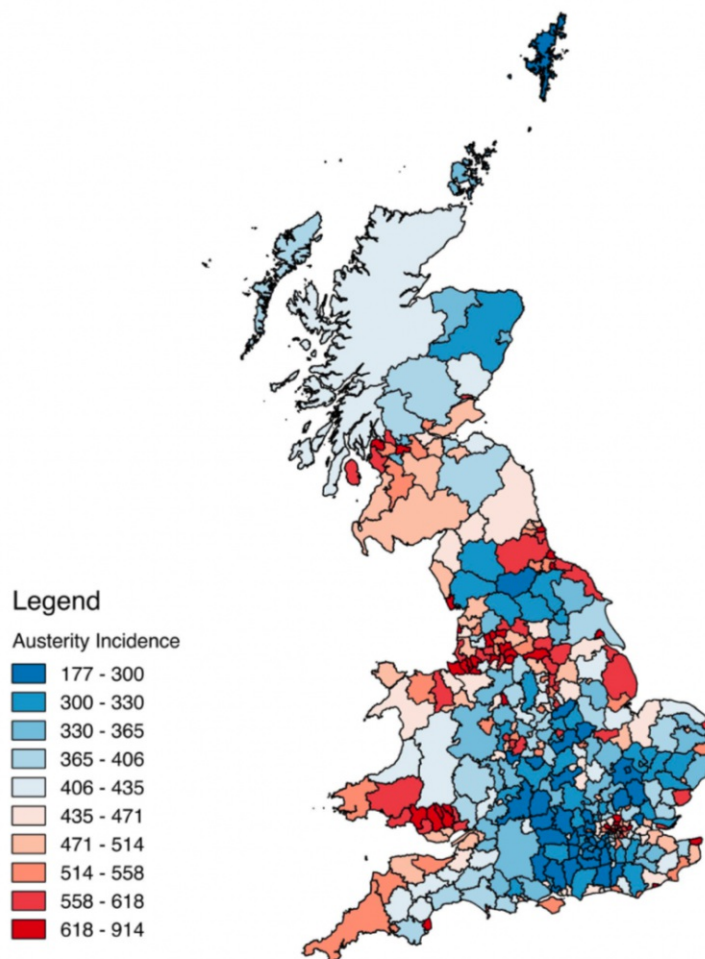 Legend
Austerity Incidence
177 - 300
300 - 330
330 - 365
365 - 406
406 - 435
435 - 471
471 - 514
514 - 558
558 - 618
618 - 914